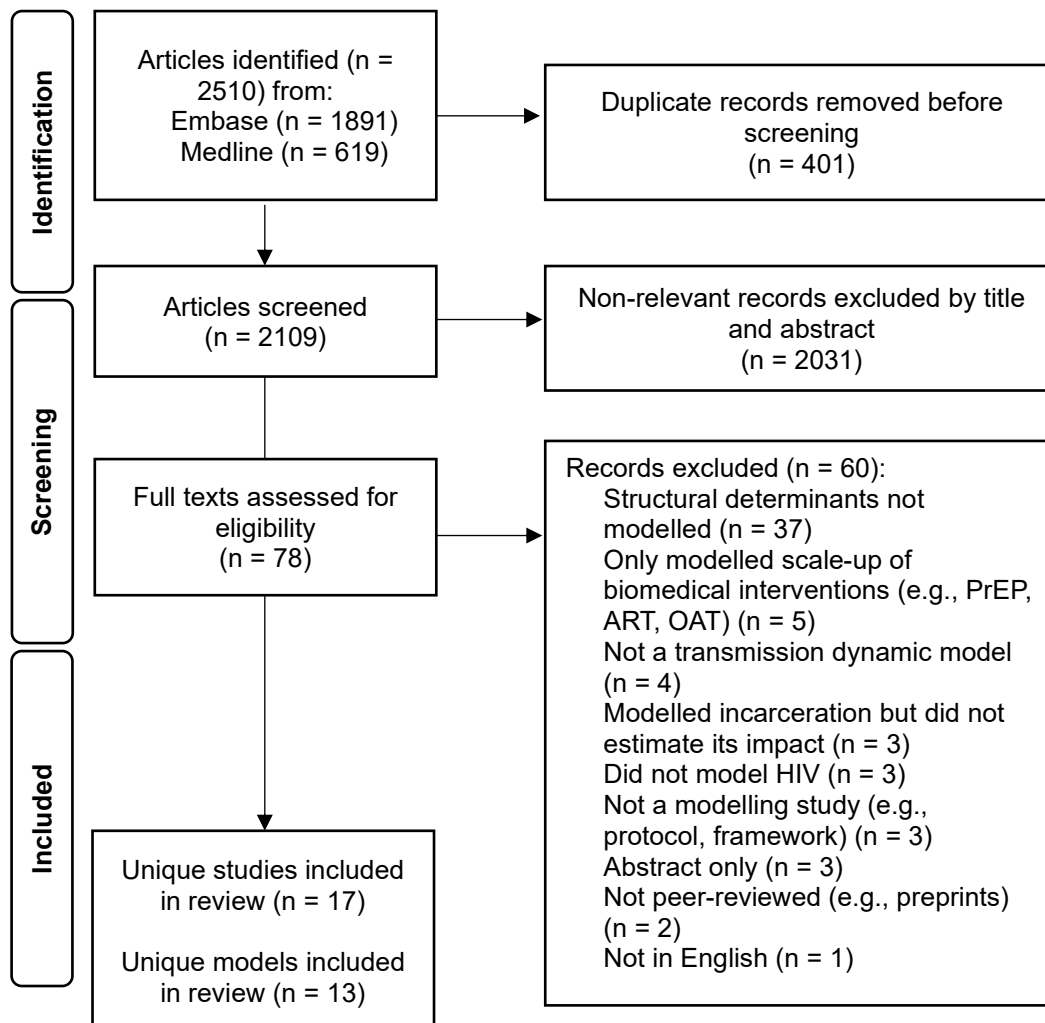 Identification
Articles identified (n =
2510) from:
Embase (n = 1891)
Medline (n = 619)
Duplicate records removed before
screening
(n = 401)
Screening
Articles screened
(n = 2109)
Non-relevant records excluded by title
and abstract
(n = 2031)
Full texts assessed for
eligibility
(n = 78)
Records excluded (n = 60):
Structural determinants not
modelled (n = 37)
Only modelled scale-up of
biomedical interventions (e.g., PrEP,
ART, OAT) (n = 5)
Not a transmission dynamic model
(n = 4)
Modelled incarceration but did not
estimate its impact (n = 3)
Did not model HIV (n = 3)
Not a modelling study (e.g.,
protocol, framework) (n = 3)
Abstract only (n = 3)
Not peer-reviewed (e.g., preprints)
(n = 2)
Not in English (n = 1)
Included
Unique studies included
in review (n = 17)
Unique models included
in review (n = 13)